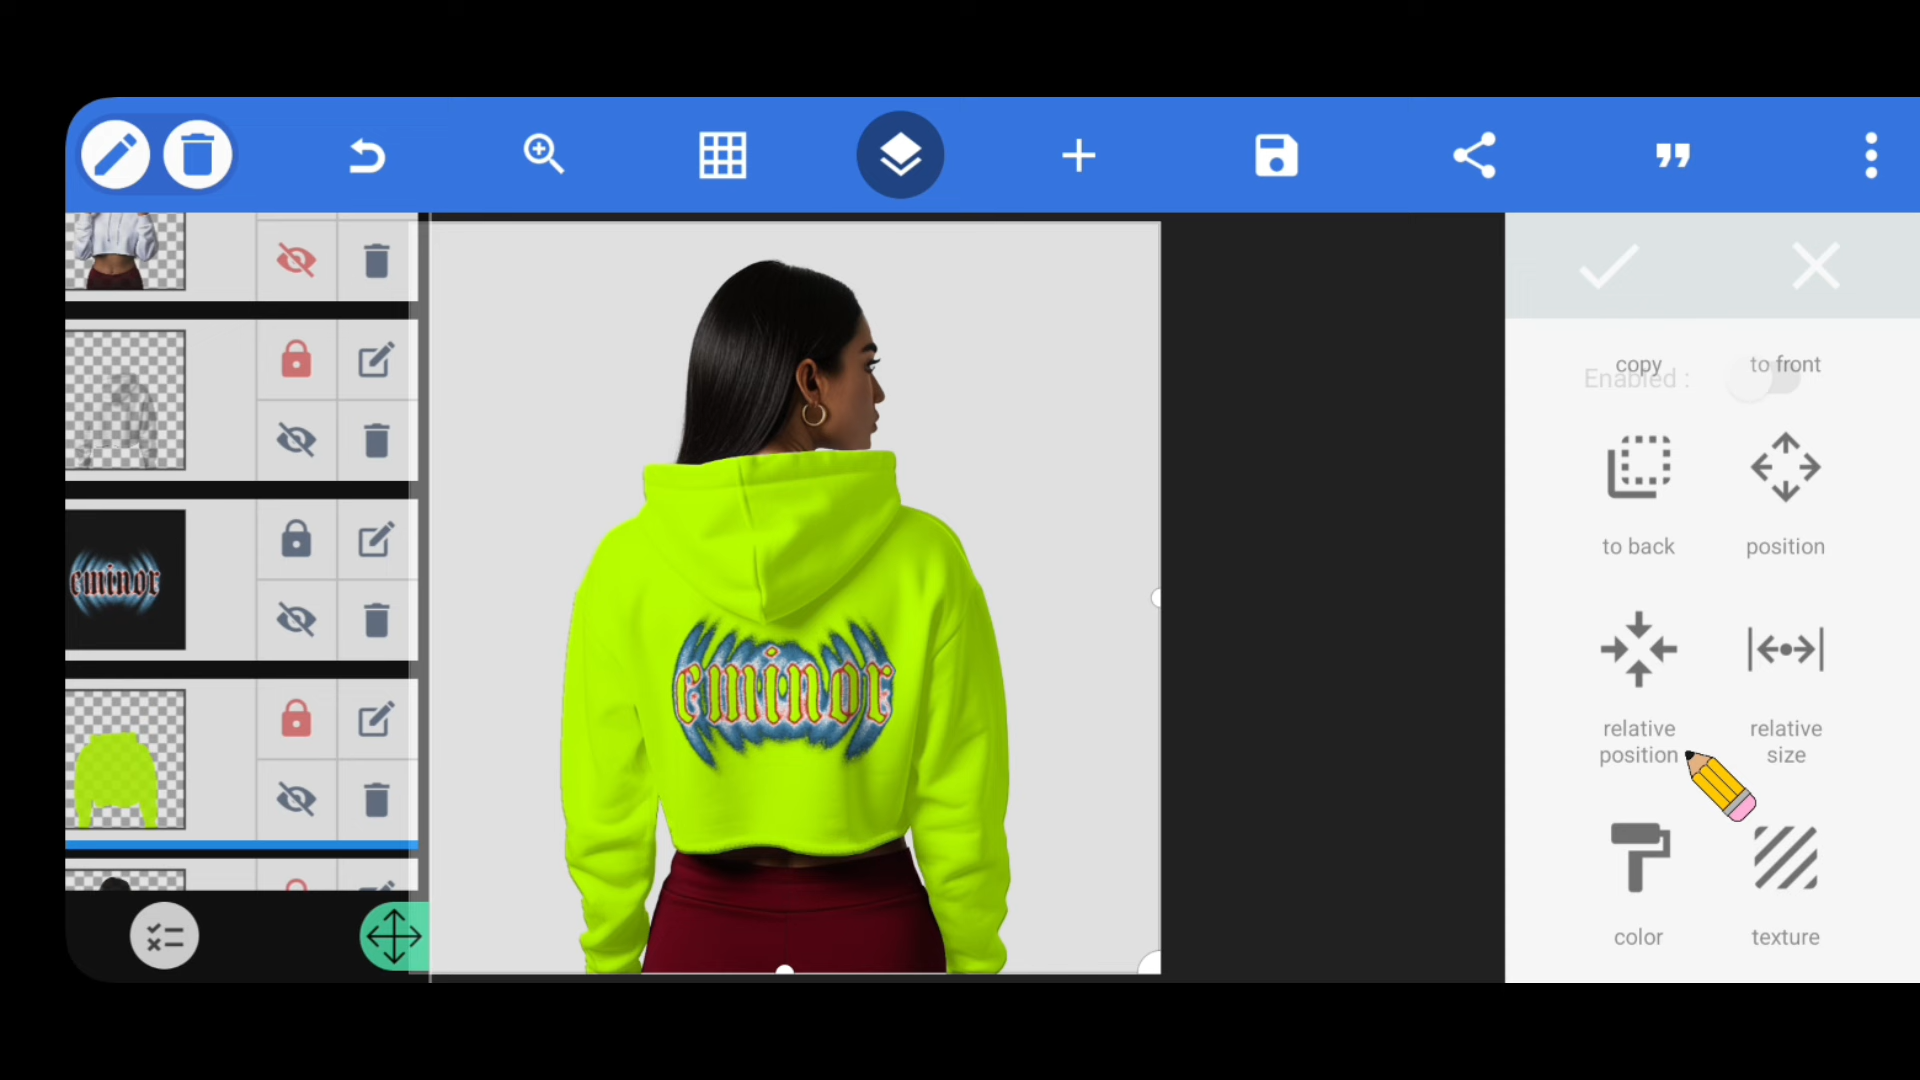 copy
to front
Enabled :
to back
position
relative
position
relative
size
color
texture
eminor
eminor